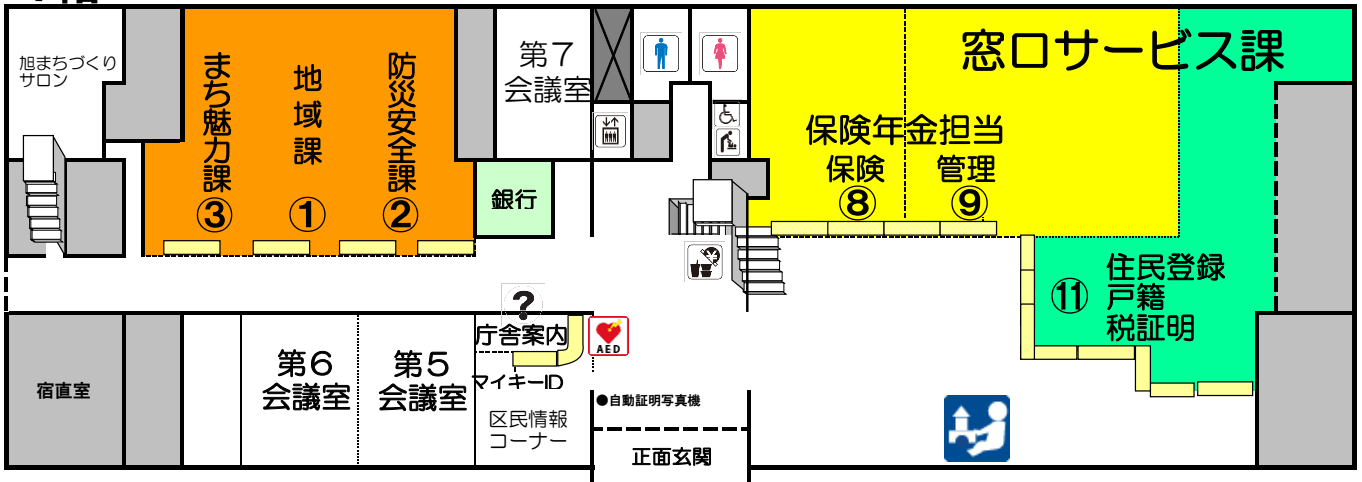 旭まちづくり
サロン
まち魅力課
③
地域課
①
防災安全課
②
第7
会議室
銀行
窓口サービス課
保険年金担当
保険
⑧
管理
⑨
⑪
住民登録
戸籍
税証明
?
庁舎案内
AED
宿直室
第6
会議室
第5
会議室
マイキーID
区民情報
コーナー
●自動証明写真機
正面玄関